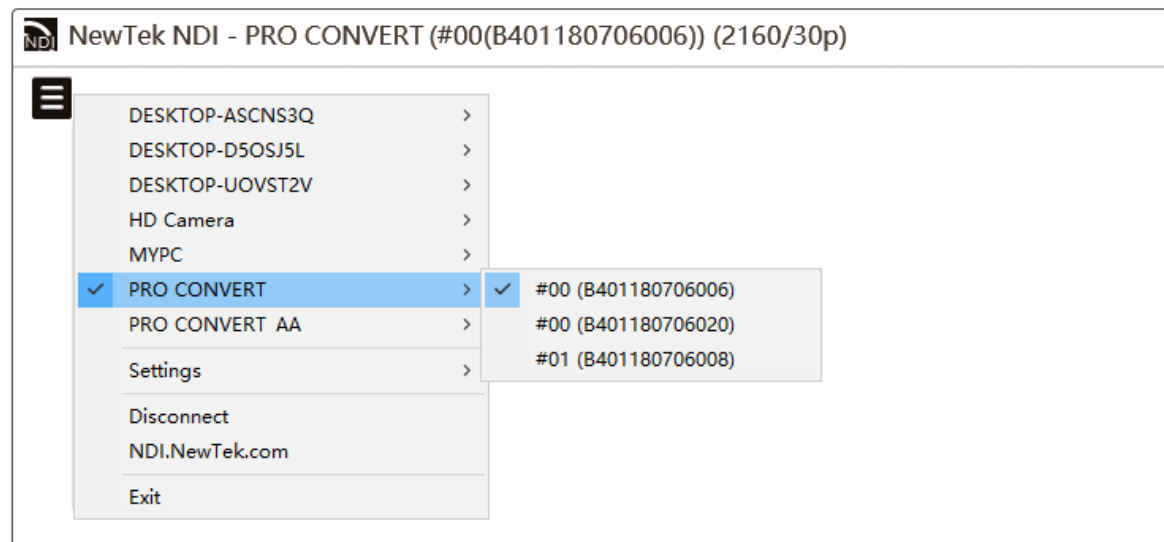 NDI NewTek NDI - PRO CONVERT (#00(B401180706006)) (2160/30p)
DESKTOP-ASCNS3Q
DESKTOP-D5OSJ5L
DESKTOP-UOVST2V
HD Camera
MYPC
PRO CONVERT
#00 (B401180706006)
PRO CONVERT AA
#00 (B401180706020)
#01 (B401180706008)
Settings
Disconnect
NDI.NewTek.com
Exit